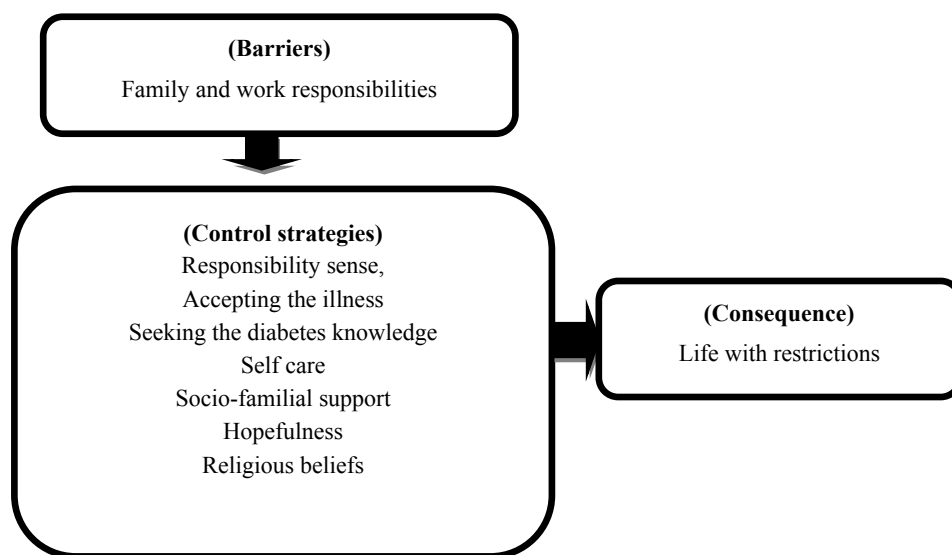 (Barriers)
Family and work responsibilities
(Control strategies)
Responsibility sense,
Accepting the illness
Seeking the diabetes knowledge
Self care
Socio-familial support
Hopefulness
Religious beliefs
(Consequence)
Life with restrictions